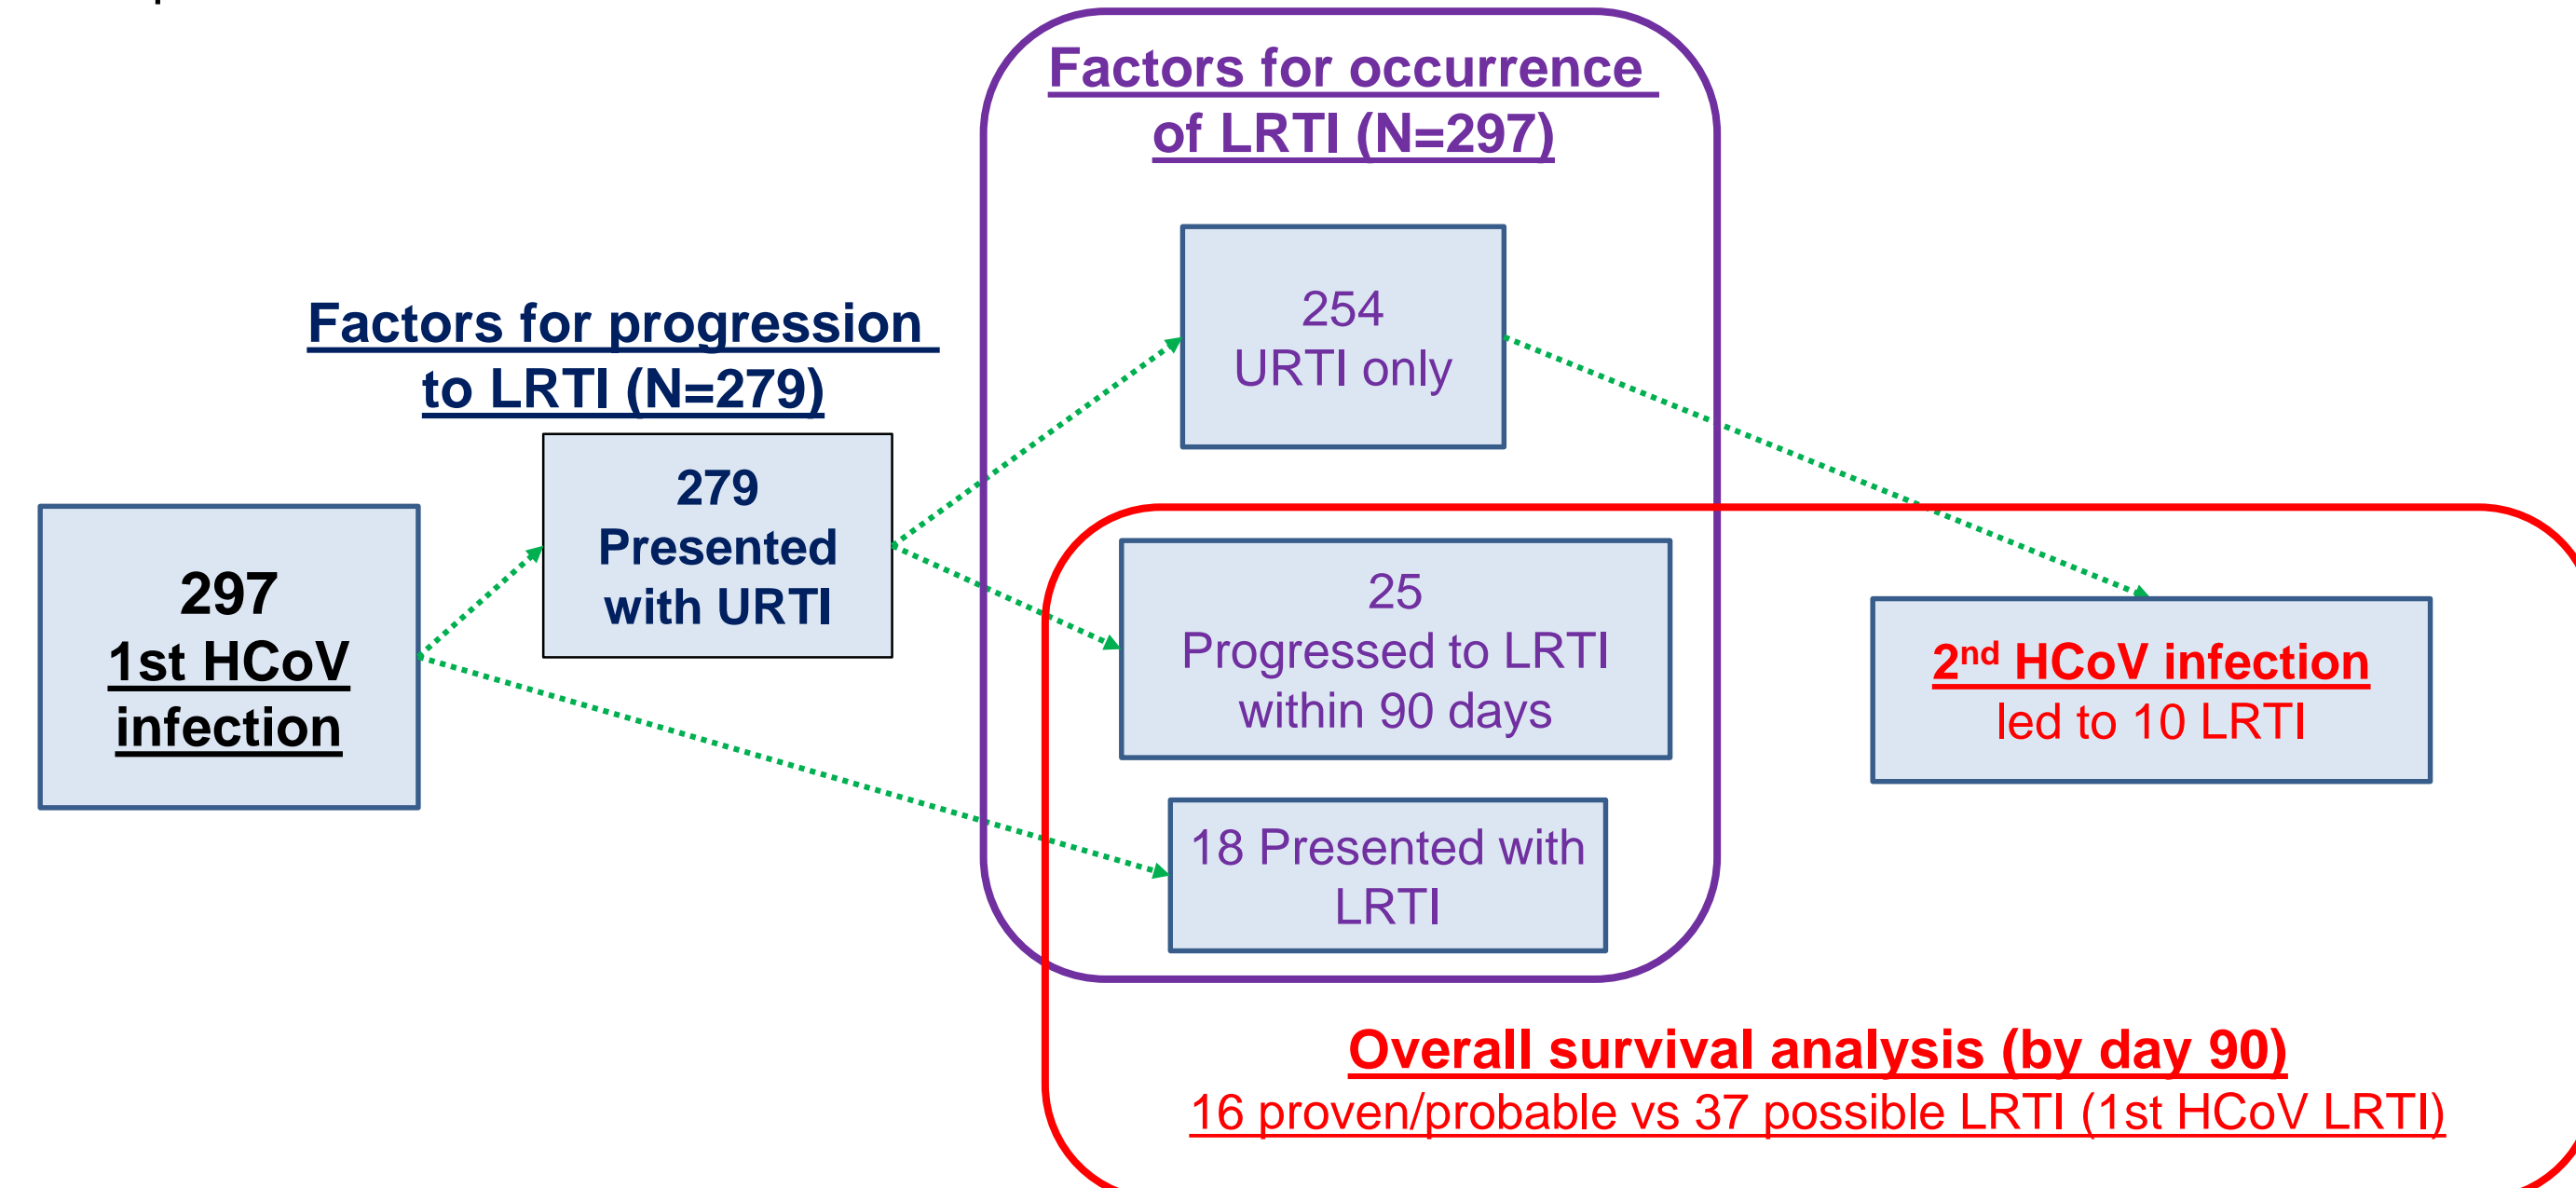 Factors for occurrence
of LRTI (N=297)
254
URTI only
Factors for progression
to LRTI (N=279)
279
Presented
with URTI
297
1st HCoV
infection
25
Progressed to LRTI
within 90 days
2nd HCoV infection
led to 10 LRTI
18 Presented with
LRTI
Overall survival analysis (by day 90)
16 proven/probable vs 37 possible LRTI (1st HCoV LRTI)